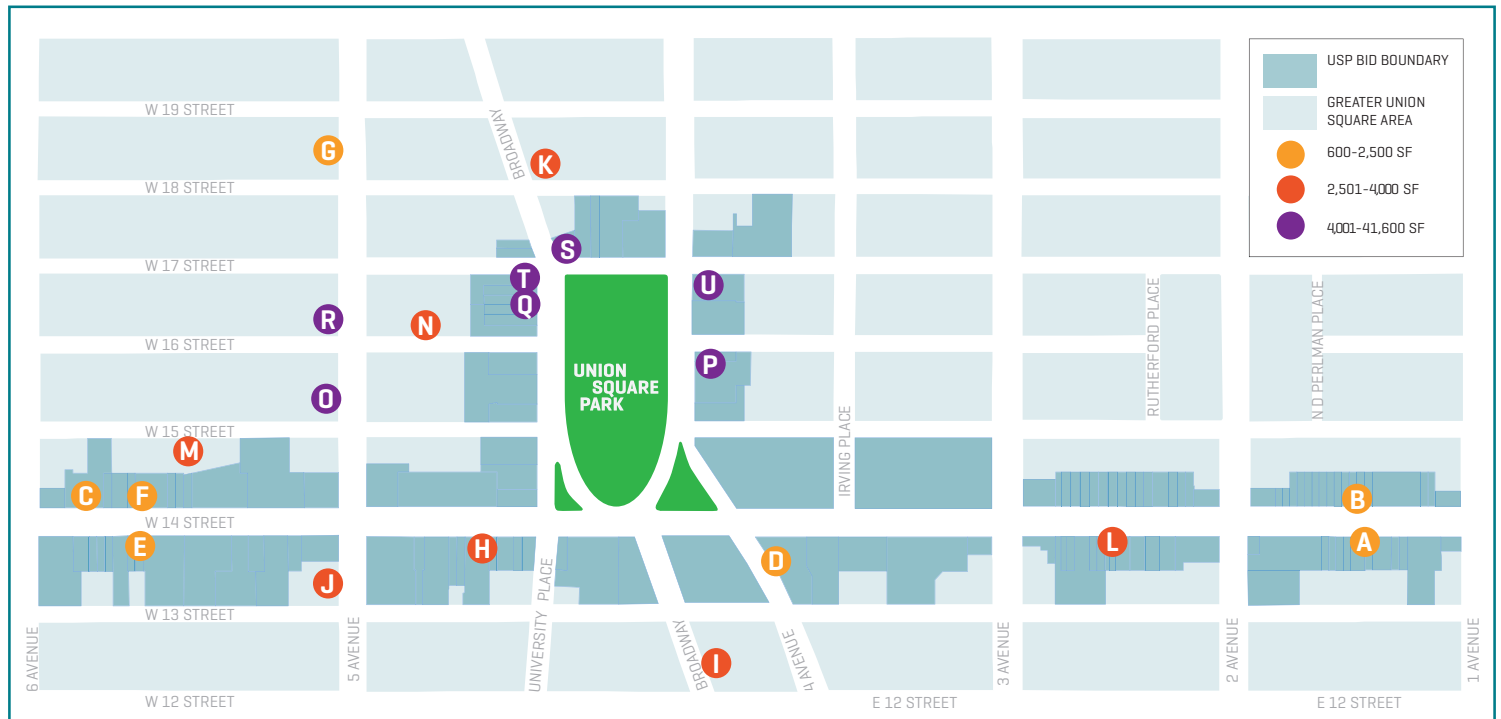 USP BID BOUNDARY
GREATER UNION
SQUARE AREA
600-2,500 SF
2,501-4,000 SF
4,001-41,600 SF
W 19 STREET
BROADWAY
G
K
W 18 STREET
S
W 17 STREET
T
U
Q
R
N
RUTHERFORD PLACE
N D PERLMAN PLACE
W 16 STREET
P
UNION
SQUARE
PARK
O
IRVING PLACE
W 15 STREET
M
C
F
B
W 14 STREET
E
H
D
L
A
J
W 13 STREET
6 AVENUE
5 AVENUE
UNIVERSITY PLACE
BROADWAY
I
4 AVENUE
3 AVENUE
2 AVENUE
1 AVENUE
W 12 STREET
E 12 STREET
E 12 STREET